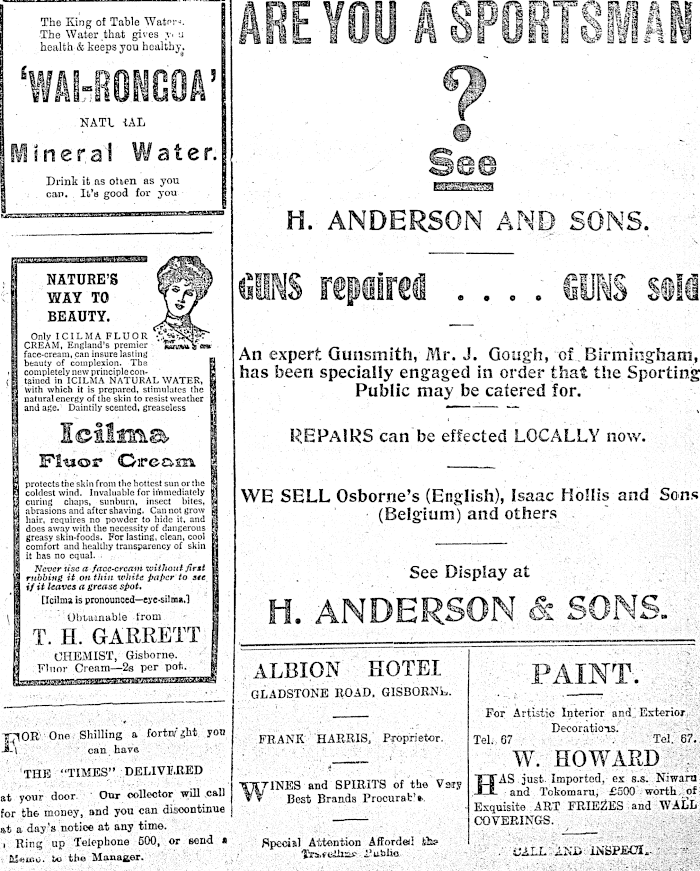 The King of Table Waters.
The Water that gives you
health & keeps you healthy.
'WAI-RONGOA'
NATURAL
Mineral Water.
Drink it as often as you
can. It's good for you
NATURE'S
WAY TO
BEAUTY.
Only ICILMA FLUOR
CREAM, England's premier
face-cream, can insure lasting
beauty of complexion. The
completely new principle con-
tained in ICILMA NATURAL WATER,
with which it is prepared, stimulates the
natural energy of the skin to resist weather
and age. Daintily scented, greaseless
Icilma
Fluor Cream
protects the skin from the hottest sun or the
coldest wind. Invaluable for immediately
curing chaps, sunburn, insect bites,
abrasions and after shaving. Can not grow
hair, requires no powder to hide it, and
does away with the necessity of dangerous
greasy skin-foods. For lasting, clean, cool
comfort and healthy transparency of skin
it has no equal.
Never use a face-cream without first
rubbing it on thin white paper to see
if it leaves a grease spot.
[Icilma is pronounced—eye-silma.]
Obtainable from
T. H. GARRETT
CHEMIST, Gisborne.
Fluor Cream—2s per pot.
FOR One Shilling a fortnight you
can have
THE "TIMES" DELIVERED
at your door. Our collector will call
for the money, and you can discontinue
at a day's notice at any time.
Ring up Telephone 500, or send a
Memo. to the Manager.
ARE YOU A SPORTSMAN
?
See
H. ANDERSON AND SONS.
GUNS repaired . . . . GUNS sold
An expert Gunsmith, Mr. J. Gough, of Birmingham,
has been specially engaged in order that the Sporting
Public may be catered for.
REPAIRS can be effected LOCALLY now.
WE SELL Osborne's (English), Isaac Hollis and Sons
(Belgium) and others
See Display at
H. ANDERSON & SONS.
ALBION HOTEL
GLADSTONE ROAD, GISBORNE.
FRANK HARRIS, Proprietor.
WINES and SPIRITS of the Very
Best Brands Procurable.
Special Attention Afforded the
Travelling Public.
PAINT.
For Artistic Interior and Exterior
Decorations.
Tel. 67 Tel. 67.
W. HOWARD
HAS just Imported, ex s.s. Niwaru
and Tokomaru, £500 worth of
Exquisite ART FRIEZES and WALL
COVERINGS.
CALL AND INSPECT.